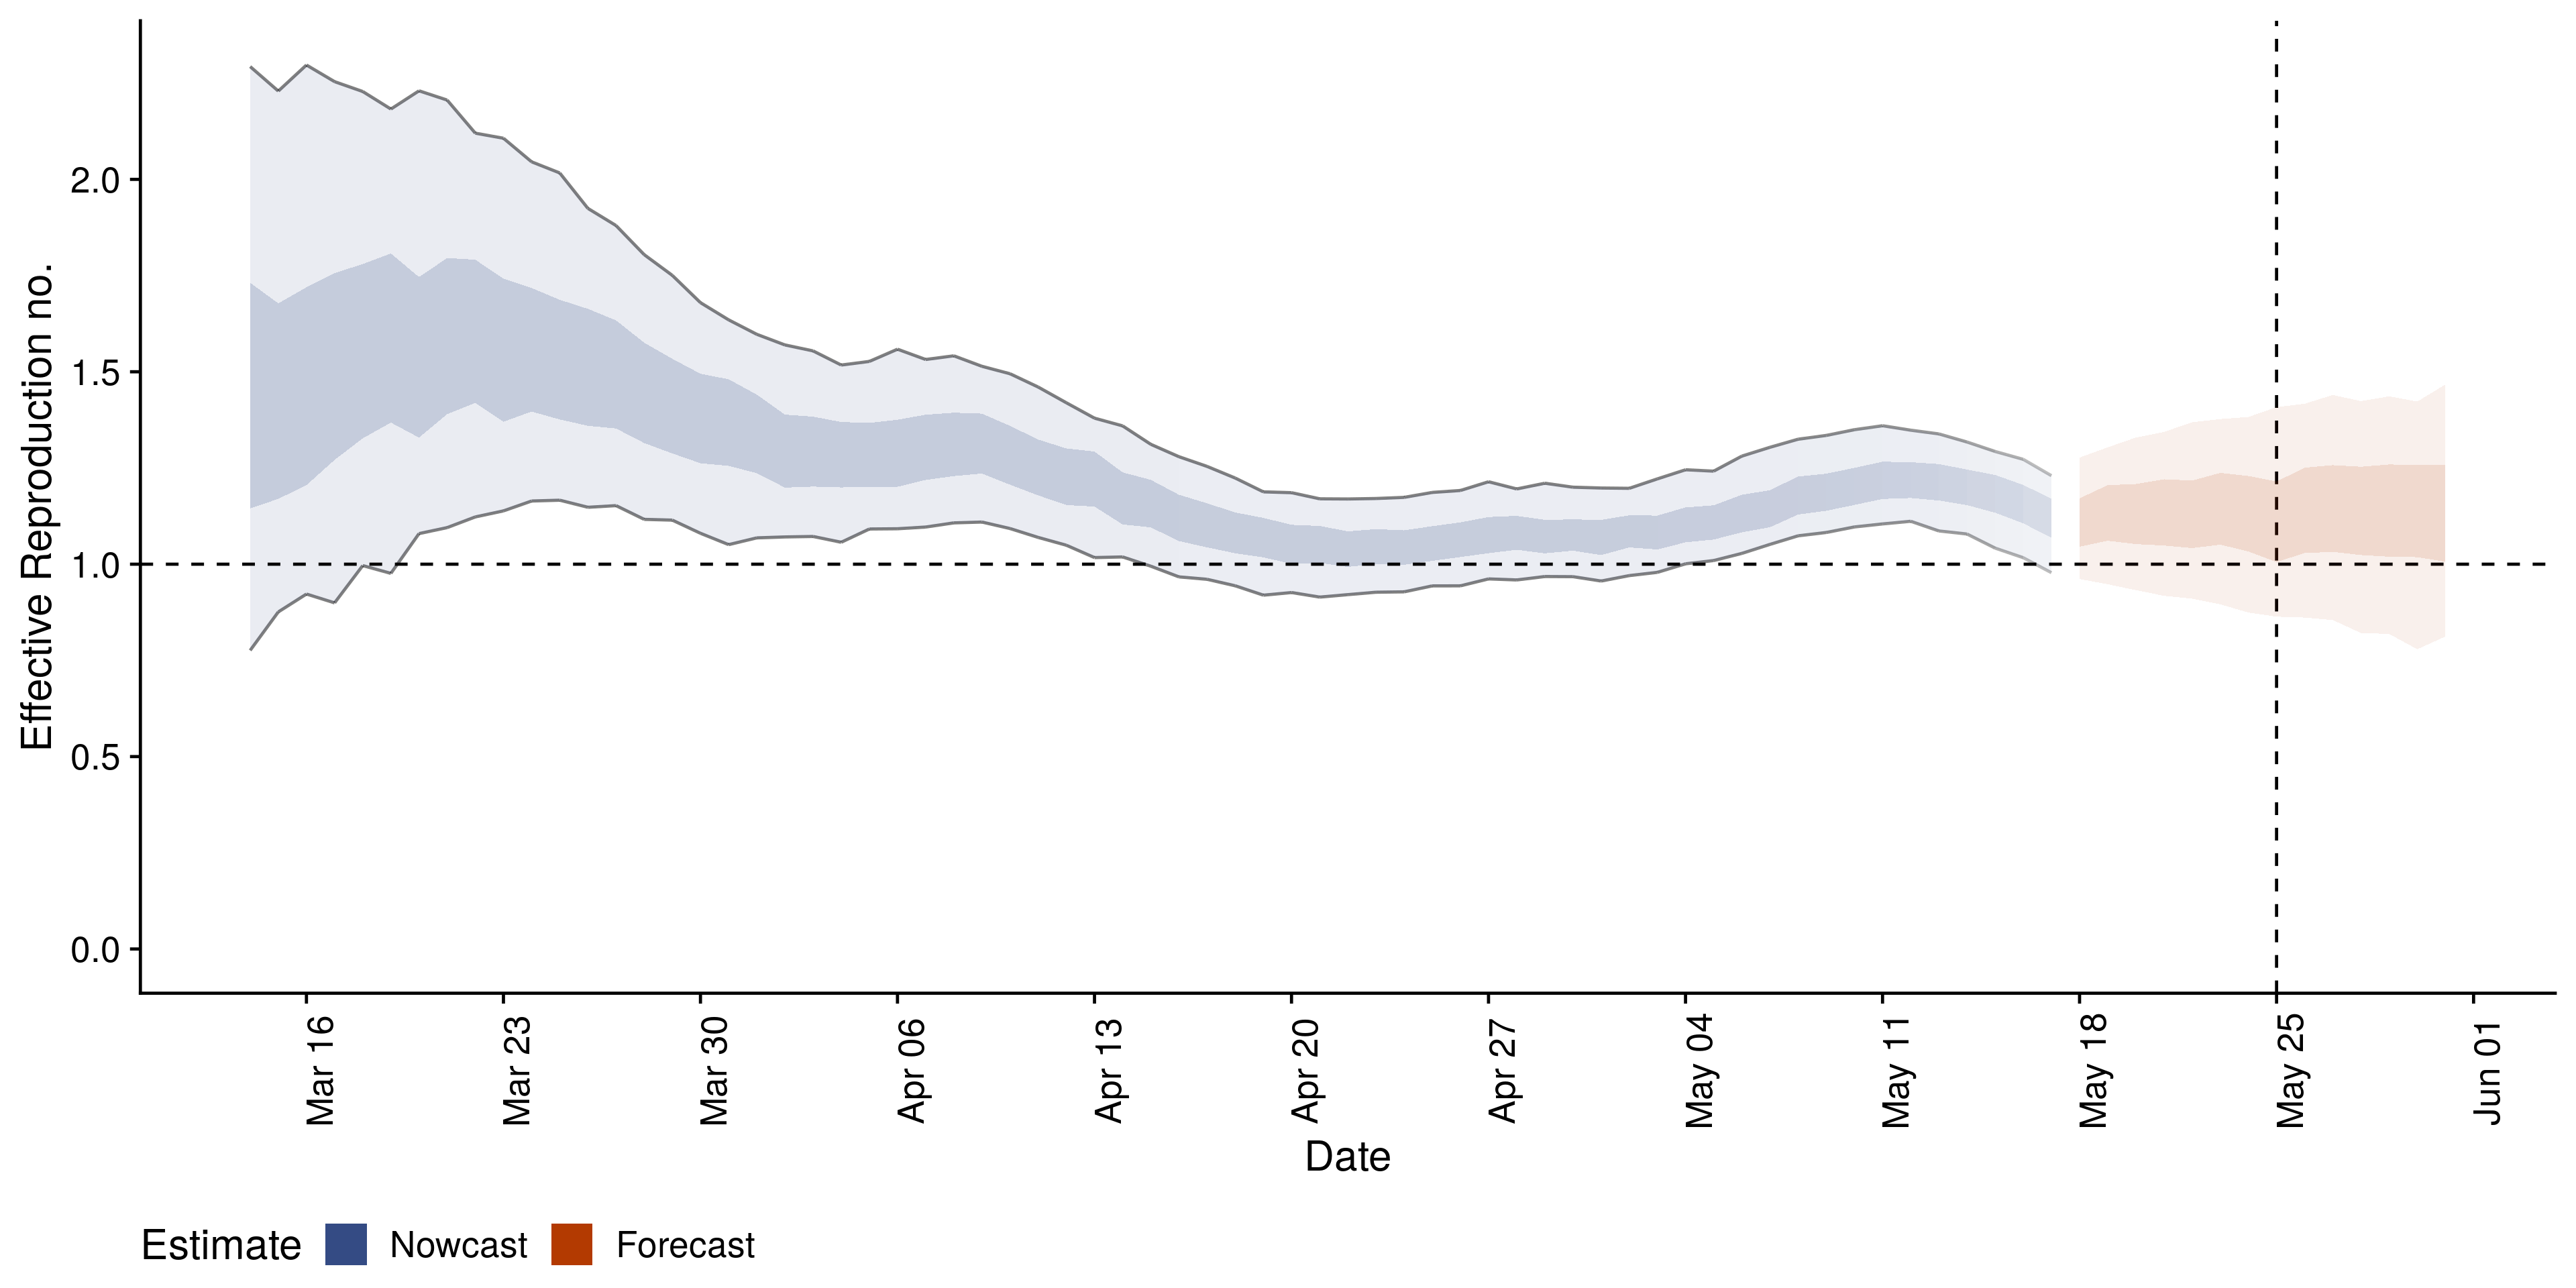 Effective Reproduction no.
2.0
1.5
1.0
0.5
0.0
Mar 16
Mar 23
Mar 30
Apr 06
Apr 13
Apr 20
Apr 27
May 04
May 11
May 18
May 25
Jun 01
Date
Estimate Nowcast Forecast